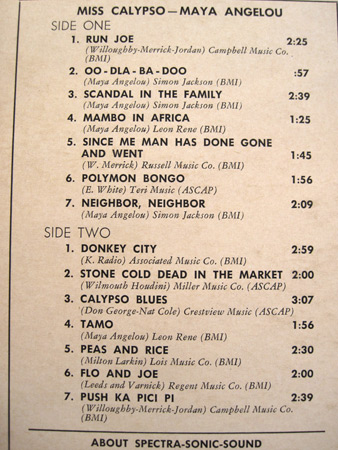 MISS CALYPSO — MAYA ANGELOU
SIDE ONE
1. RUN JOE 2:25
(Willoughby-Merrick-Jordan) Campbell Music Co.
(BMI)
2. OO-DLA-BA-DOO :57
(Maya Angelou) Simon Jackson (BMI)
3. SCANDAL IN THE FAMILY 2:39
(Maya Angelou) Simon Jackson (BMI)
4. MAMBO IN AFRICA 1:25
(Maya Angelou) Leon Rene (BMI)
5. SINCE ME MAN HAS DONE GONE
AND WENT 1:45
(W. Merrick) Russell Music Co. (BMI)
6. POLYMON BONGO 1:56
(E. White) Teri Music (ASCAP)
7. NEIGHBOR, NEIGHBOR 2:09
(Maya Angelou) Simon Jackson (BMI)
SIDE TWO
1. DONKEY CITY 2:59
(K. Radio) Associated Music Co. (BMI)
2. STONE COLD DEAD IN THE MARKET 2:00
(Wilmouth Houdini) Miller Music Co. (ASCAP)
3. CALYPSO BLUES 3:07
(Don George-Nat Cole) Crestview Music (ASCAP)
4. TAMO 1:56
(Maya Angelou) Leon Rene (BMI)
5. PEAS AND RICE 2:30
(Milton Larkin) Lois Music Co. (BMI)
6. FLO AND JOE 2:00
(Leeds and Varnick) Regent Music Co. (BMI)
7. PUSH KA PICI PI 2:39
(Willoughby-Merrick-Jordan) Campbell Music Co.
(BMI)
ABOUT SPECTRA-SONIC-SOUND